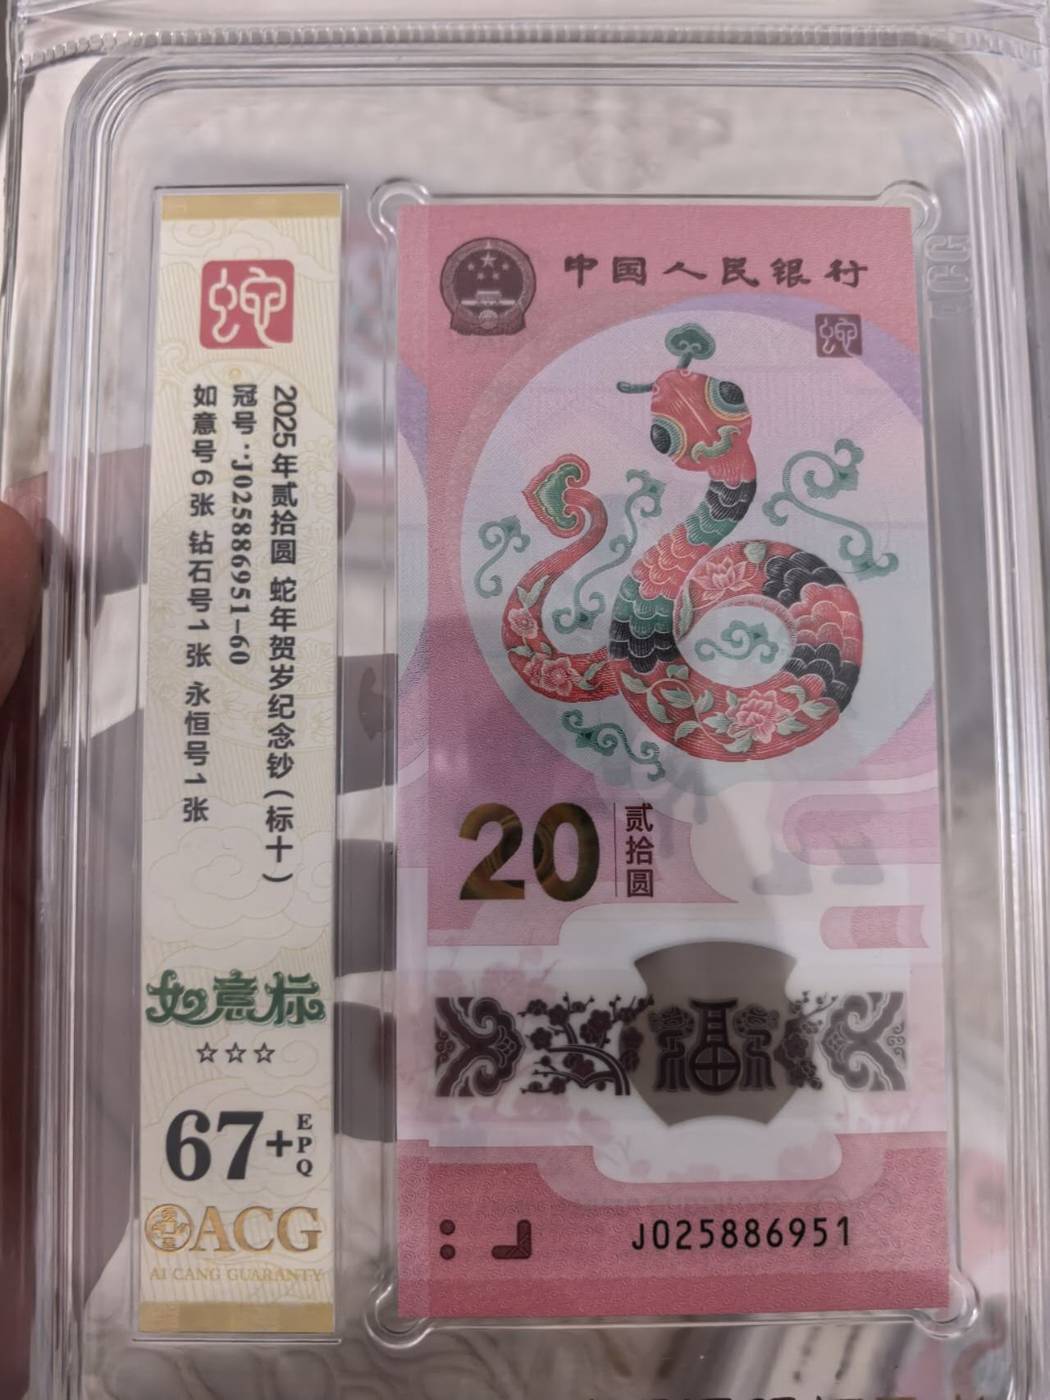 蛇
2025年贰拾圆 蛇年贺岁纪念钞（标十）
冠号：J025886951-60
如意号6张 钻石号1张 永恒号1张
如意标
☆☆☆
67+EPQ
ACG
AI CANG GUARANTY
中国人民银行
蛇
20
贰拾圆
福
J025886951
ACG